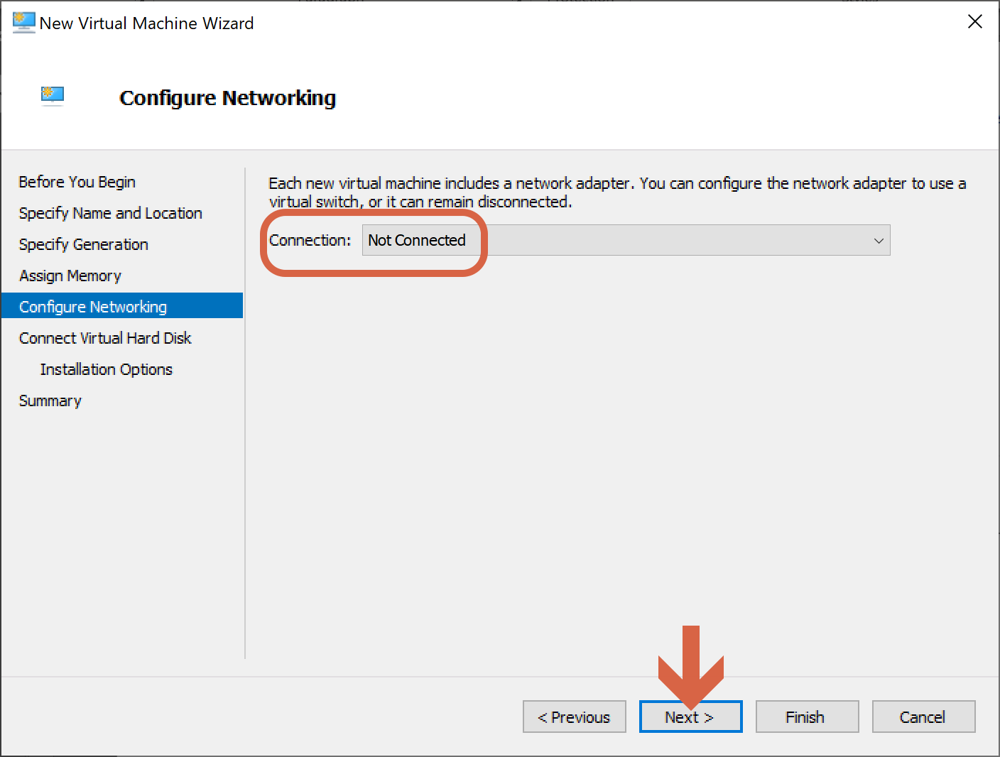 New Virtual Machine Wizard
Configure Networking
Before You Begin
Specify Name and Location
Specify Generation
Assign Memory
Configure Networking
Connect Virtual Hard Disk
Installation Options
Summary
Each new virtual machine includes a network adapter. You can configure the network adapter to use a
virtual switch, or it can remain disconnected.
Connection: Not Connected
< Previous
Next >
Finish
Cancel